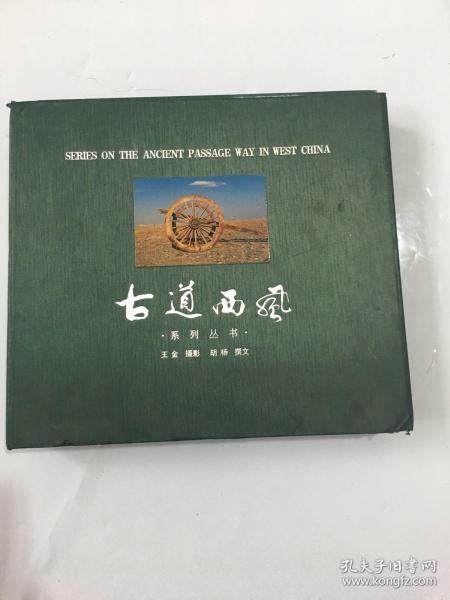 SERIES ON THE ANCIENT PASSAGE WAY IN WEST CHINA
古道西風
·系列丛书·
王金 摄影 胡杨 撰文
孔夫子旧书网
www.kongfz.com